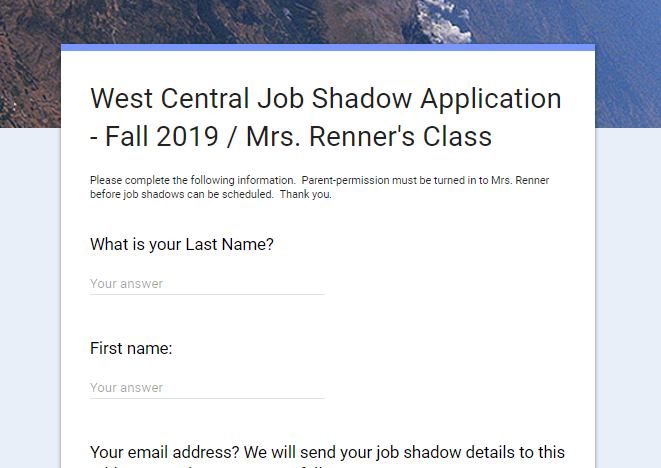 West Central Job Shadow Application
- Fall 2019 / Mrs. Renner's Class
Please complete the following information.  Parent-permission must be turned in to Mrs. Renner
before job shadows can be scheduled.  Thank you.
What is your Last Name?
Your answer
First name:
Your answer
Your email address? We will send your job shadow details to this